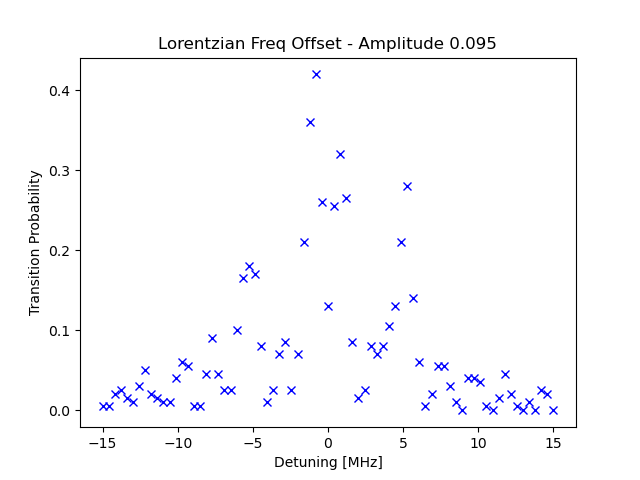 Lorentzian Freq Offset - Amplitude 0.095
Transition Probability
0.4
0.3
0.2
0.1
0.0
−15 −10 −5 0 5 10 15
Detuning [MHz]